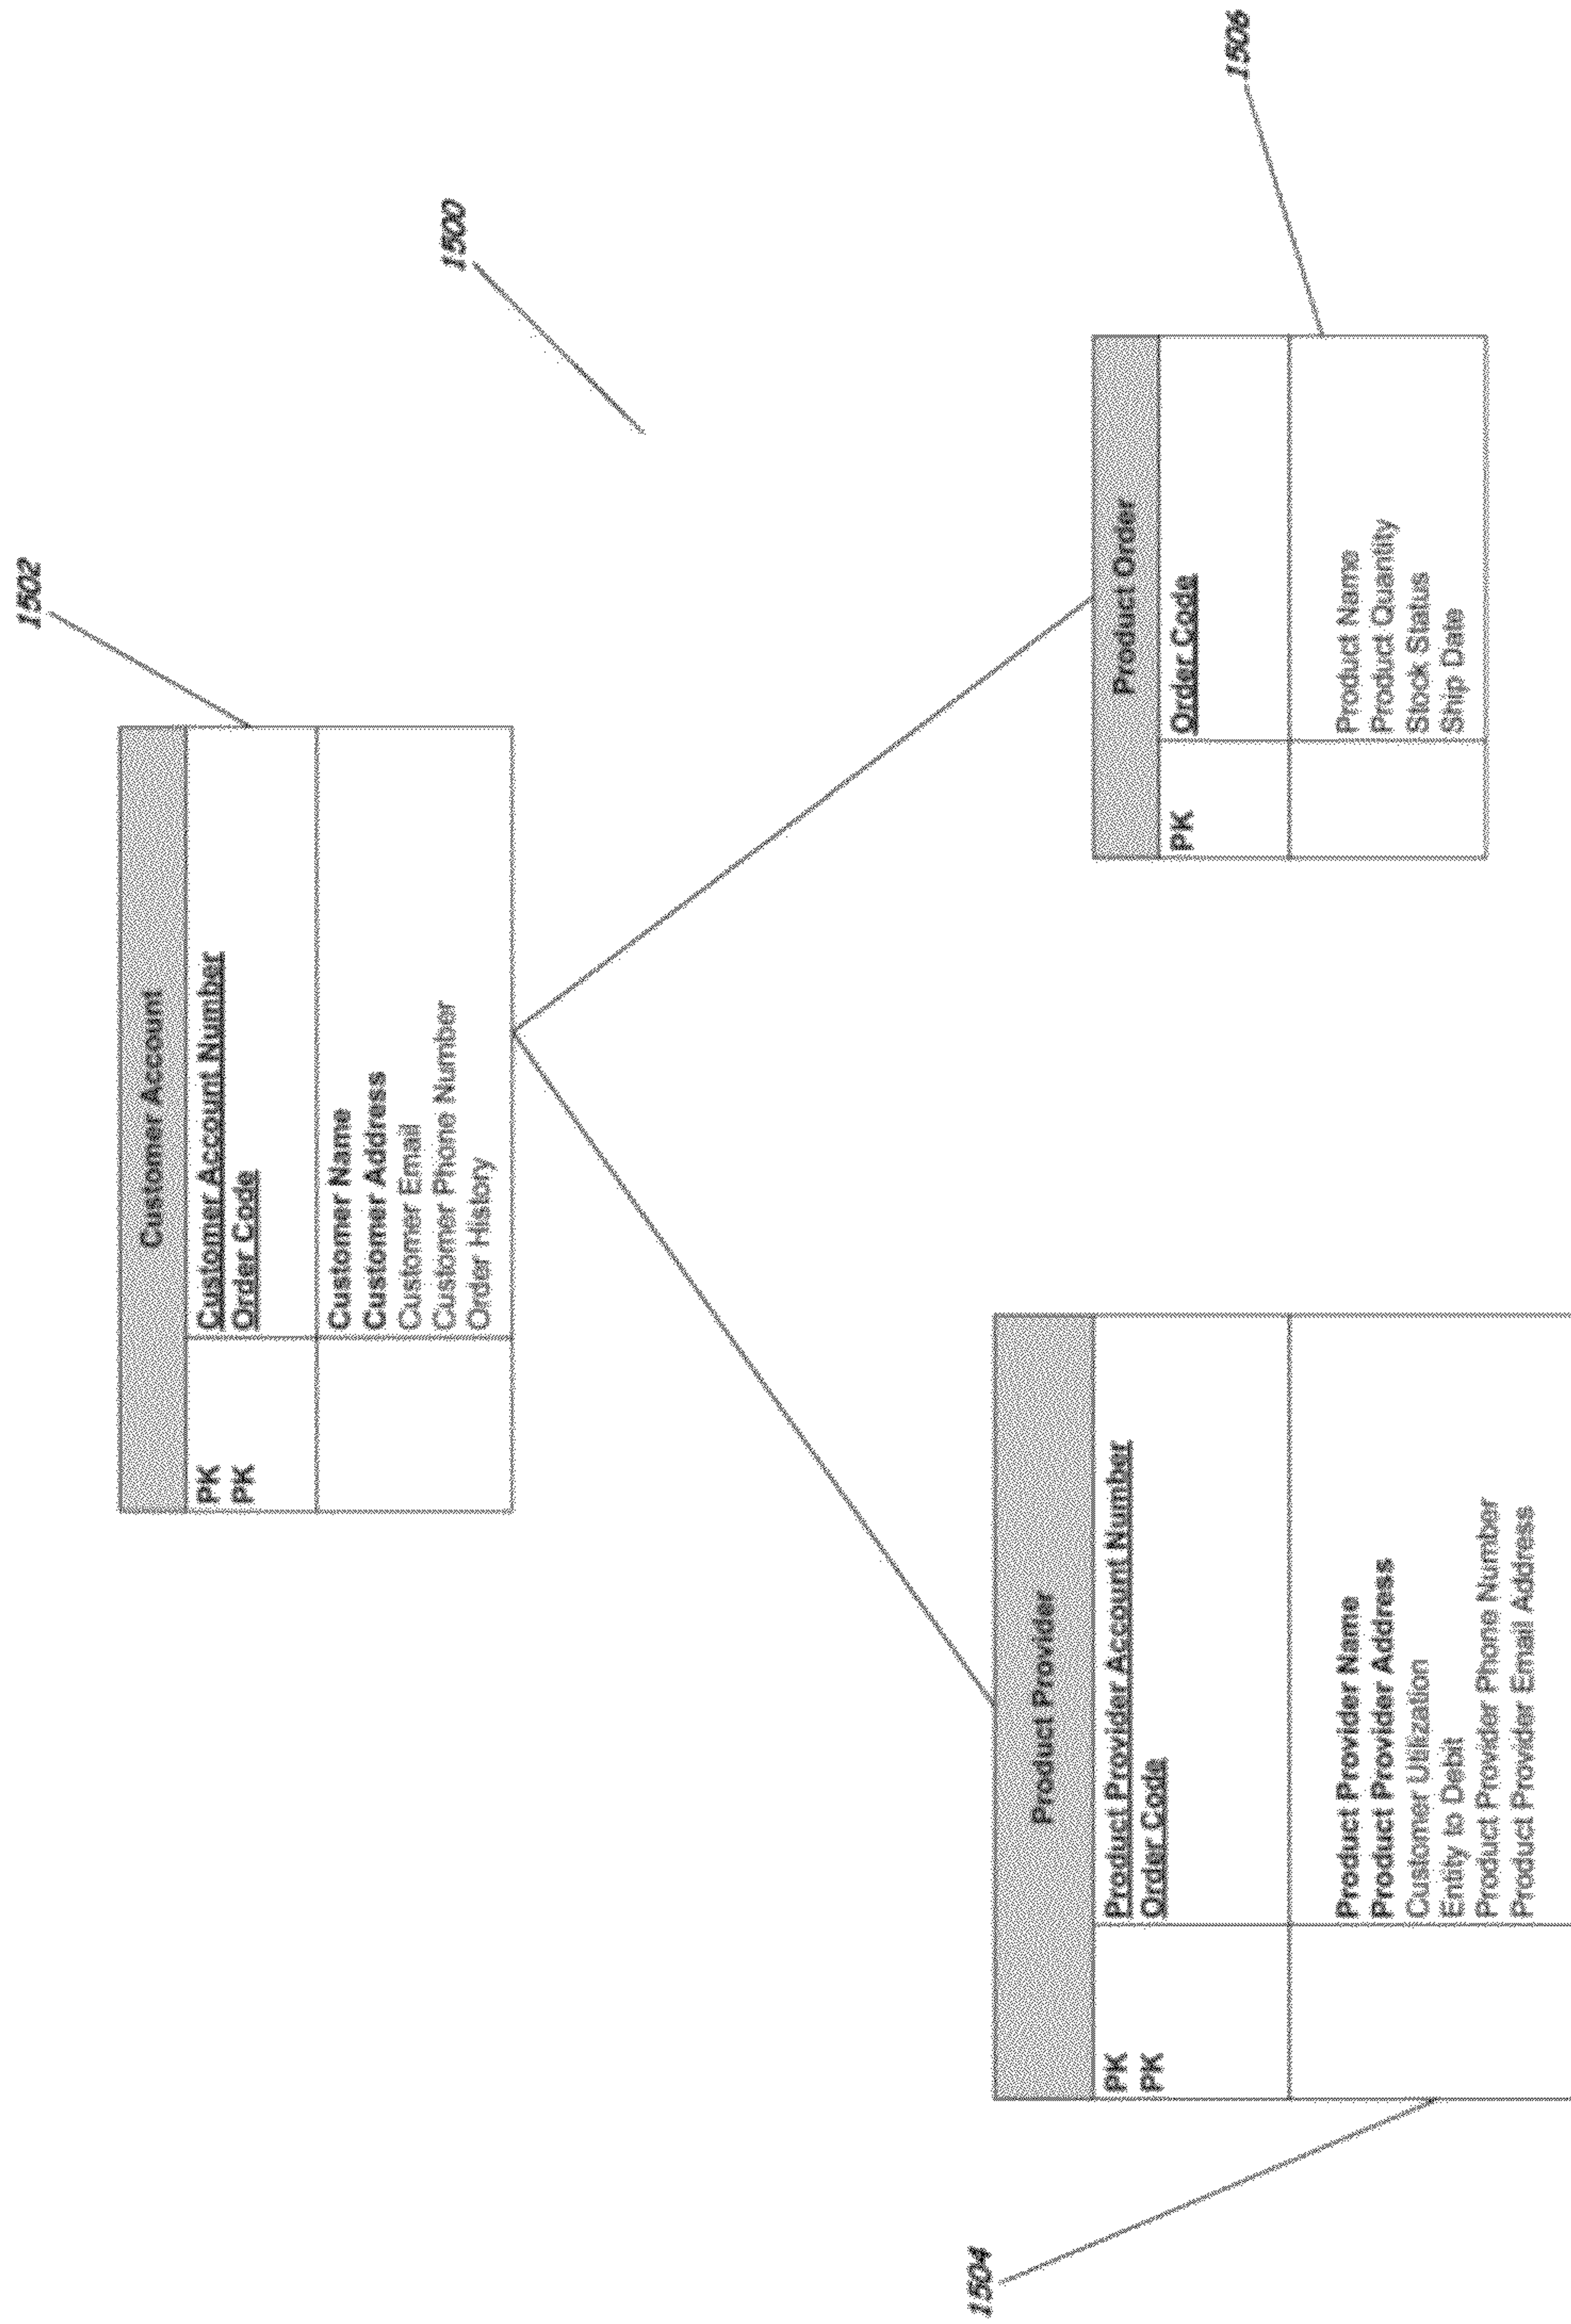 1502
1500
1506
Customer Account
PK Customer Account Number
PK Order Code
Customer Name
Customer Address
Customer Email
Customer Phone Number
Order History
1504
Product Provider
PK Product Provider Account Number
PK Order Code
Product Provider Name
Product Provider Address
Customer Utilization
Entity to Debit
Product Provider Phone Number
Product Provider Email Address
Product Order
PK Order Code
Product Name
Product Quantity
Stock Status
Ship Date